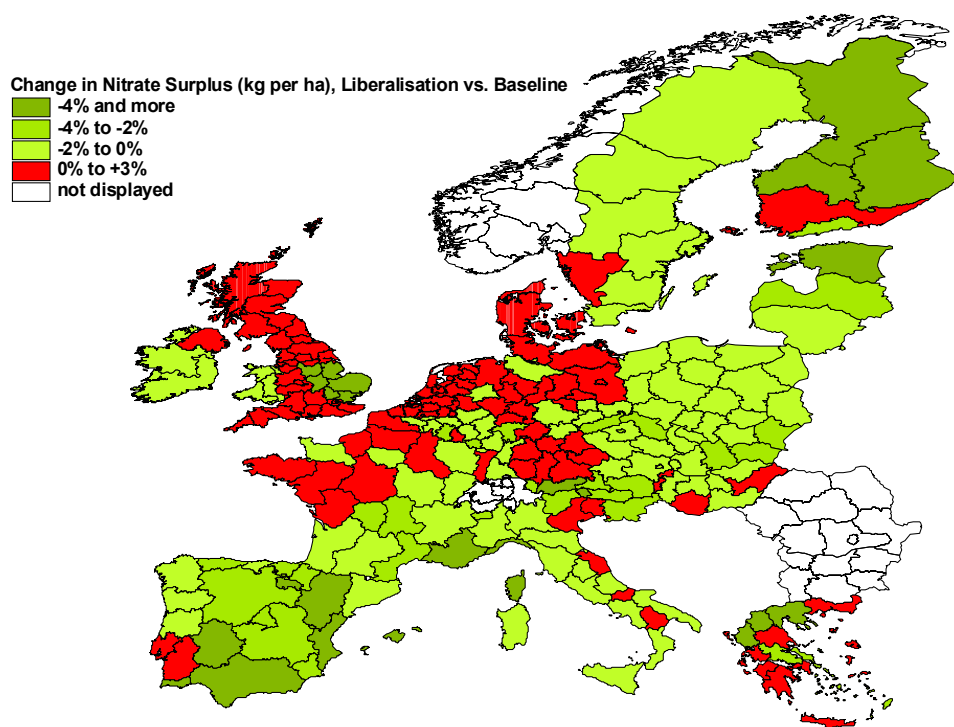 Change in Nitrate Surplus (kg per ha), Liberalisation vs. Baseline
-4% and more
-4% to -2%
-2% to 0%
0% to +3%
not displayed